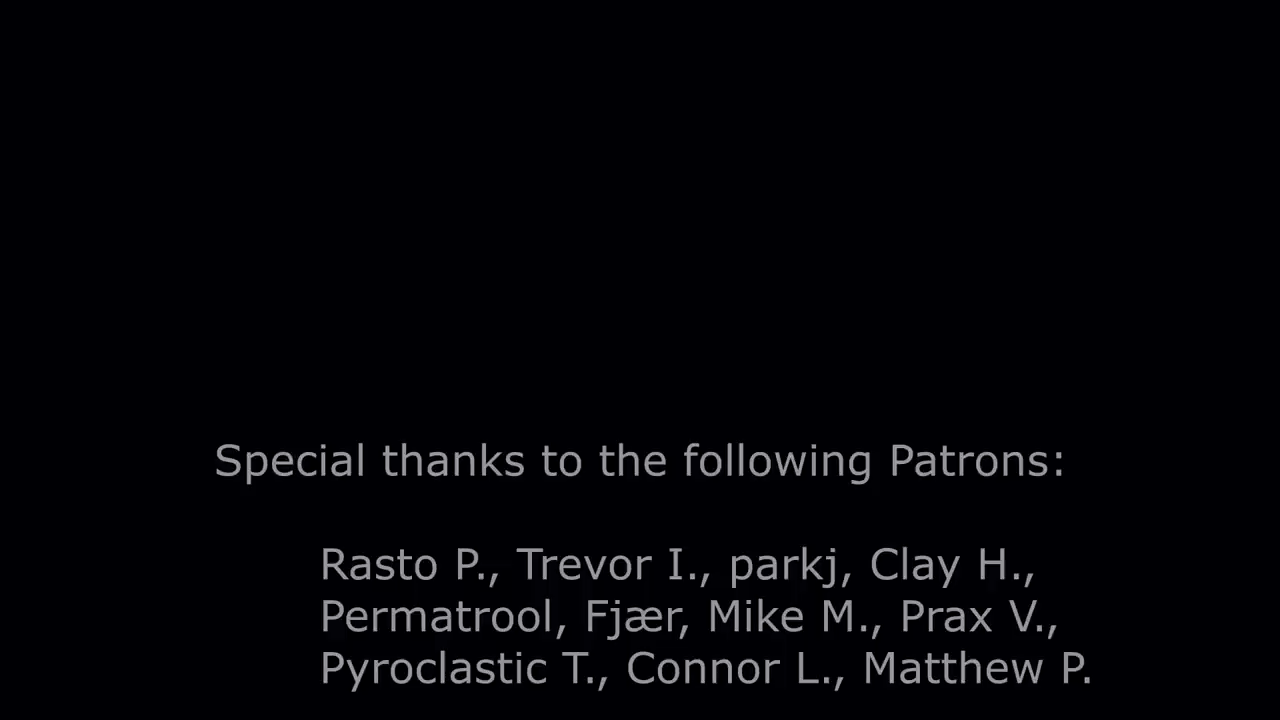 Special thanks to the following Patrons:
Rasto P., Trevor I., parkj, Clay H.,
Permatrool, Fjær, Mike M., Prax V.,
Pyroclastic T., Connor L., Matthew P.